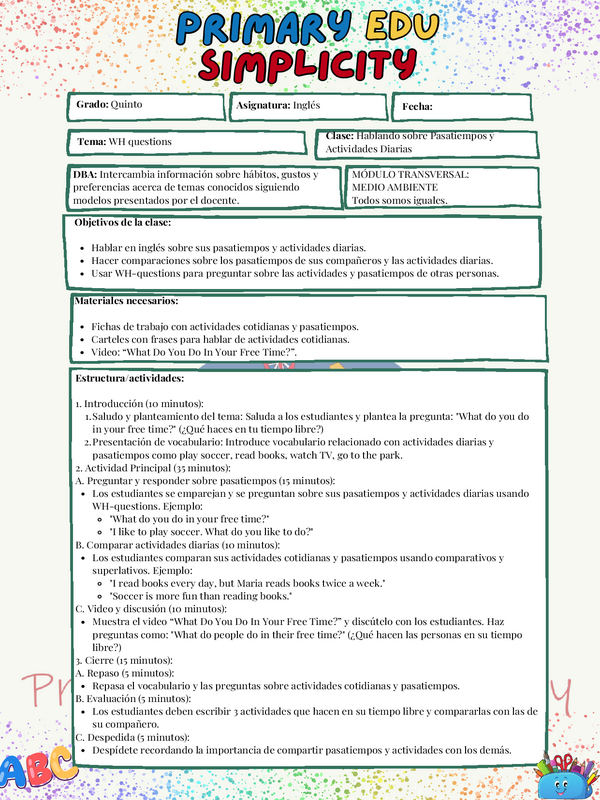 PRIMARY EDU
SIMPLICITY
Grado: Quinto
Asignatura: Inglés
Fecha:
Tema: WH questions
Clase: Hablando sobre Pasatiempos y
Actividades Diarias
DBA: Intercambia información sobre hábitos, gustos y
preferencias acerca de temas conocidos siguiendo
modelos presentados por el docente.
MÓDULO TRANSVERSAL:
MEDIO AMBIENTE
Todos somos iguales.
Objetivos de la clase:
• Hablar en inglés sobre sus pasatiempos y actividades diarias.
• Hacer comparaciones sobre los pasatiempos de sus compañeros y las actividades diarias.
• Usar WH-questions para preguntar sobre las actividades y pasatiempos de otras personas.
Materiales necesarios:
• Fichas de trabajo con actividades cotidianas y pasatiempos.
• Carteles con frases para hablar de actividades cotidianas.
• Video: “What Do You Do In Your Free Time?”.
Estructura/actividades:
1. Introducción (10 minutos):
1. Saludo y planteamiento del tema: Saluda a los estudiantes y plantea la pregunta: "What do you do
in your free time?" (¿Qué haces en tu tiempo libre?)
2. Presentación de vocabulario: Introduce vocabulario relacionado con actividades diarias y
pasatiempos como play soccer, read books, watch TV, go to the park.
2. Actividad Principal (35 minutos):
A. Preguntar y responder sobre pasatiempos (15 minutos):
• Los estudiantes se emparejan y se preguntan sobre sus pasatiempos y actividades diarias usando
WH-questions. Ejemplo:
○ "What do you do in your free time?"
○ "I like to play soccer. What do you like to do?"
B. Comparar actividades diarias (10 minutos):
• Los estudiantes comparan sus actividades cotidianas y pasatiempos usando comparativos y
superlativos. Ejemplo:
○ "I read books every day, but Maria reads books twice a week."
○ "Soccer is more fun than reading books."
C. Video y discusión (10 minutos):
• Muestra el video “What Do You Do In Your Free Time?” y discútelo con los estudiantes. Haz
preguntas como: "What do people do in their free time?" (¿Qué hacen las personas en su tiempo
libre?)
3. Cierre (15 minutos):
A. Repaso (5 minutos):
• Repasa el vocabulario y las preguntas sobre actividades cotidianas y pasatiempos.
B. Evaluación (5 minutos):
• Los estudiantes deben escribir 3 actividades que hacen en su tiempo libre y compararlas con las de
su compañero.
C. Despedida (5 minutos):
• Despídete recordando la importancia de compartir pasatiempos y actividades con los demás.
ABC